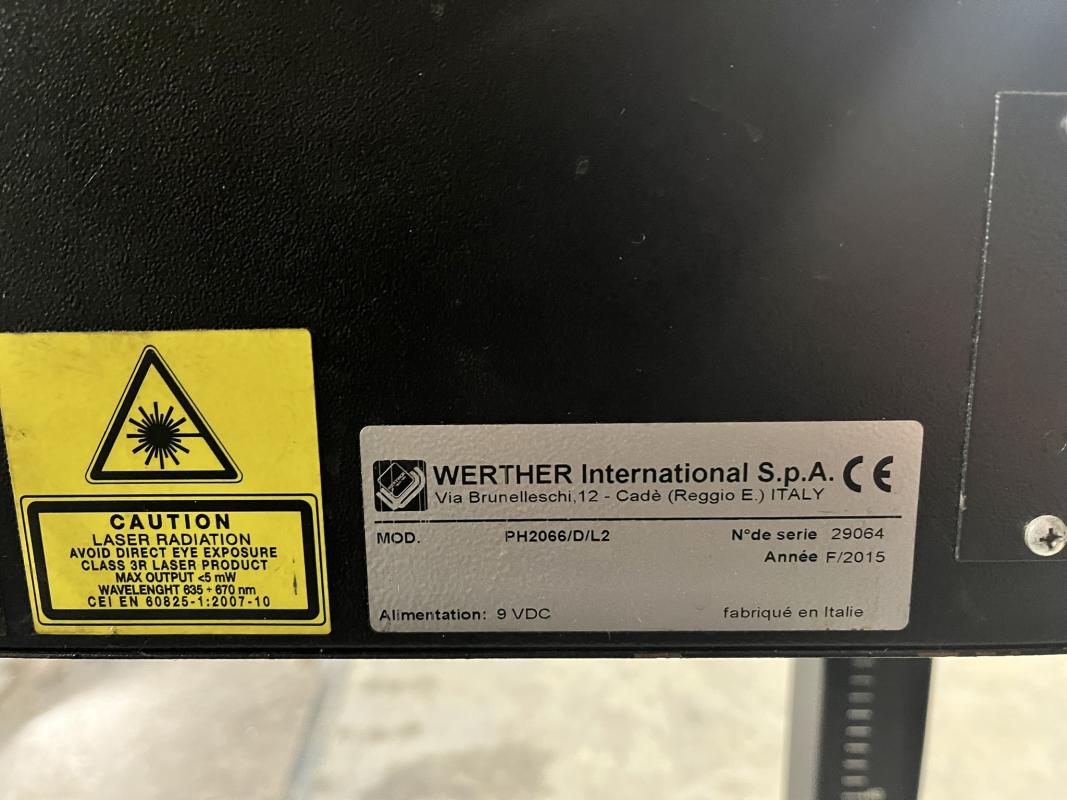 CAUTION
LASER RADIATION
AVOID DIRECT EYE EXPOSURE
CLASS 3R LASER PRODUCT
MAX OUTPUT <5 mW
WAVELENGHT 635 ÷ 670 nm
CEI EN 60825-1:2007-10
WERTHER International S.p.A. CE
Via Brunelleschi,12 - Cadè (Reggio E.) ITALY
MOD. PH2066/D/L2 N°de serie 29064
Année F/2015
Alimentation: 9 VDC fabriqué en Italie